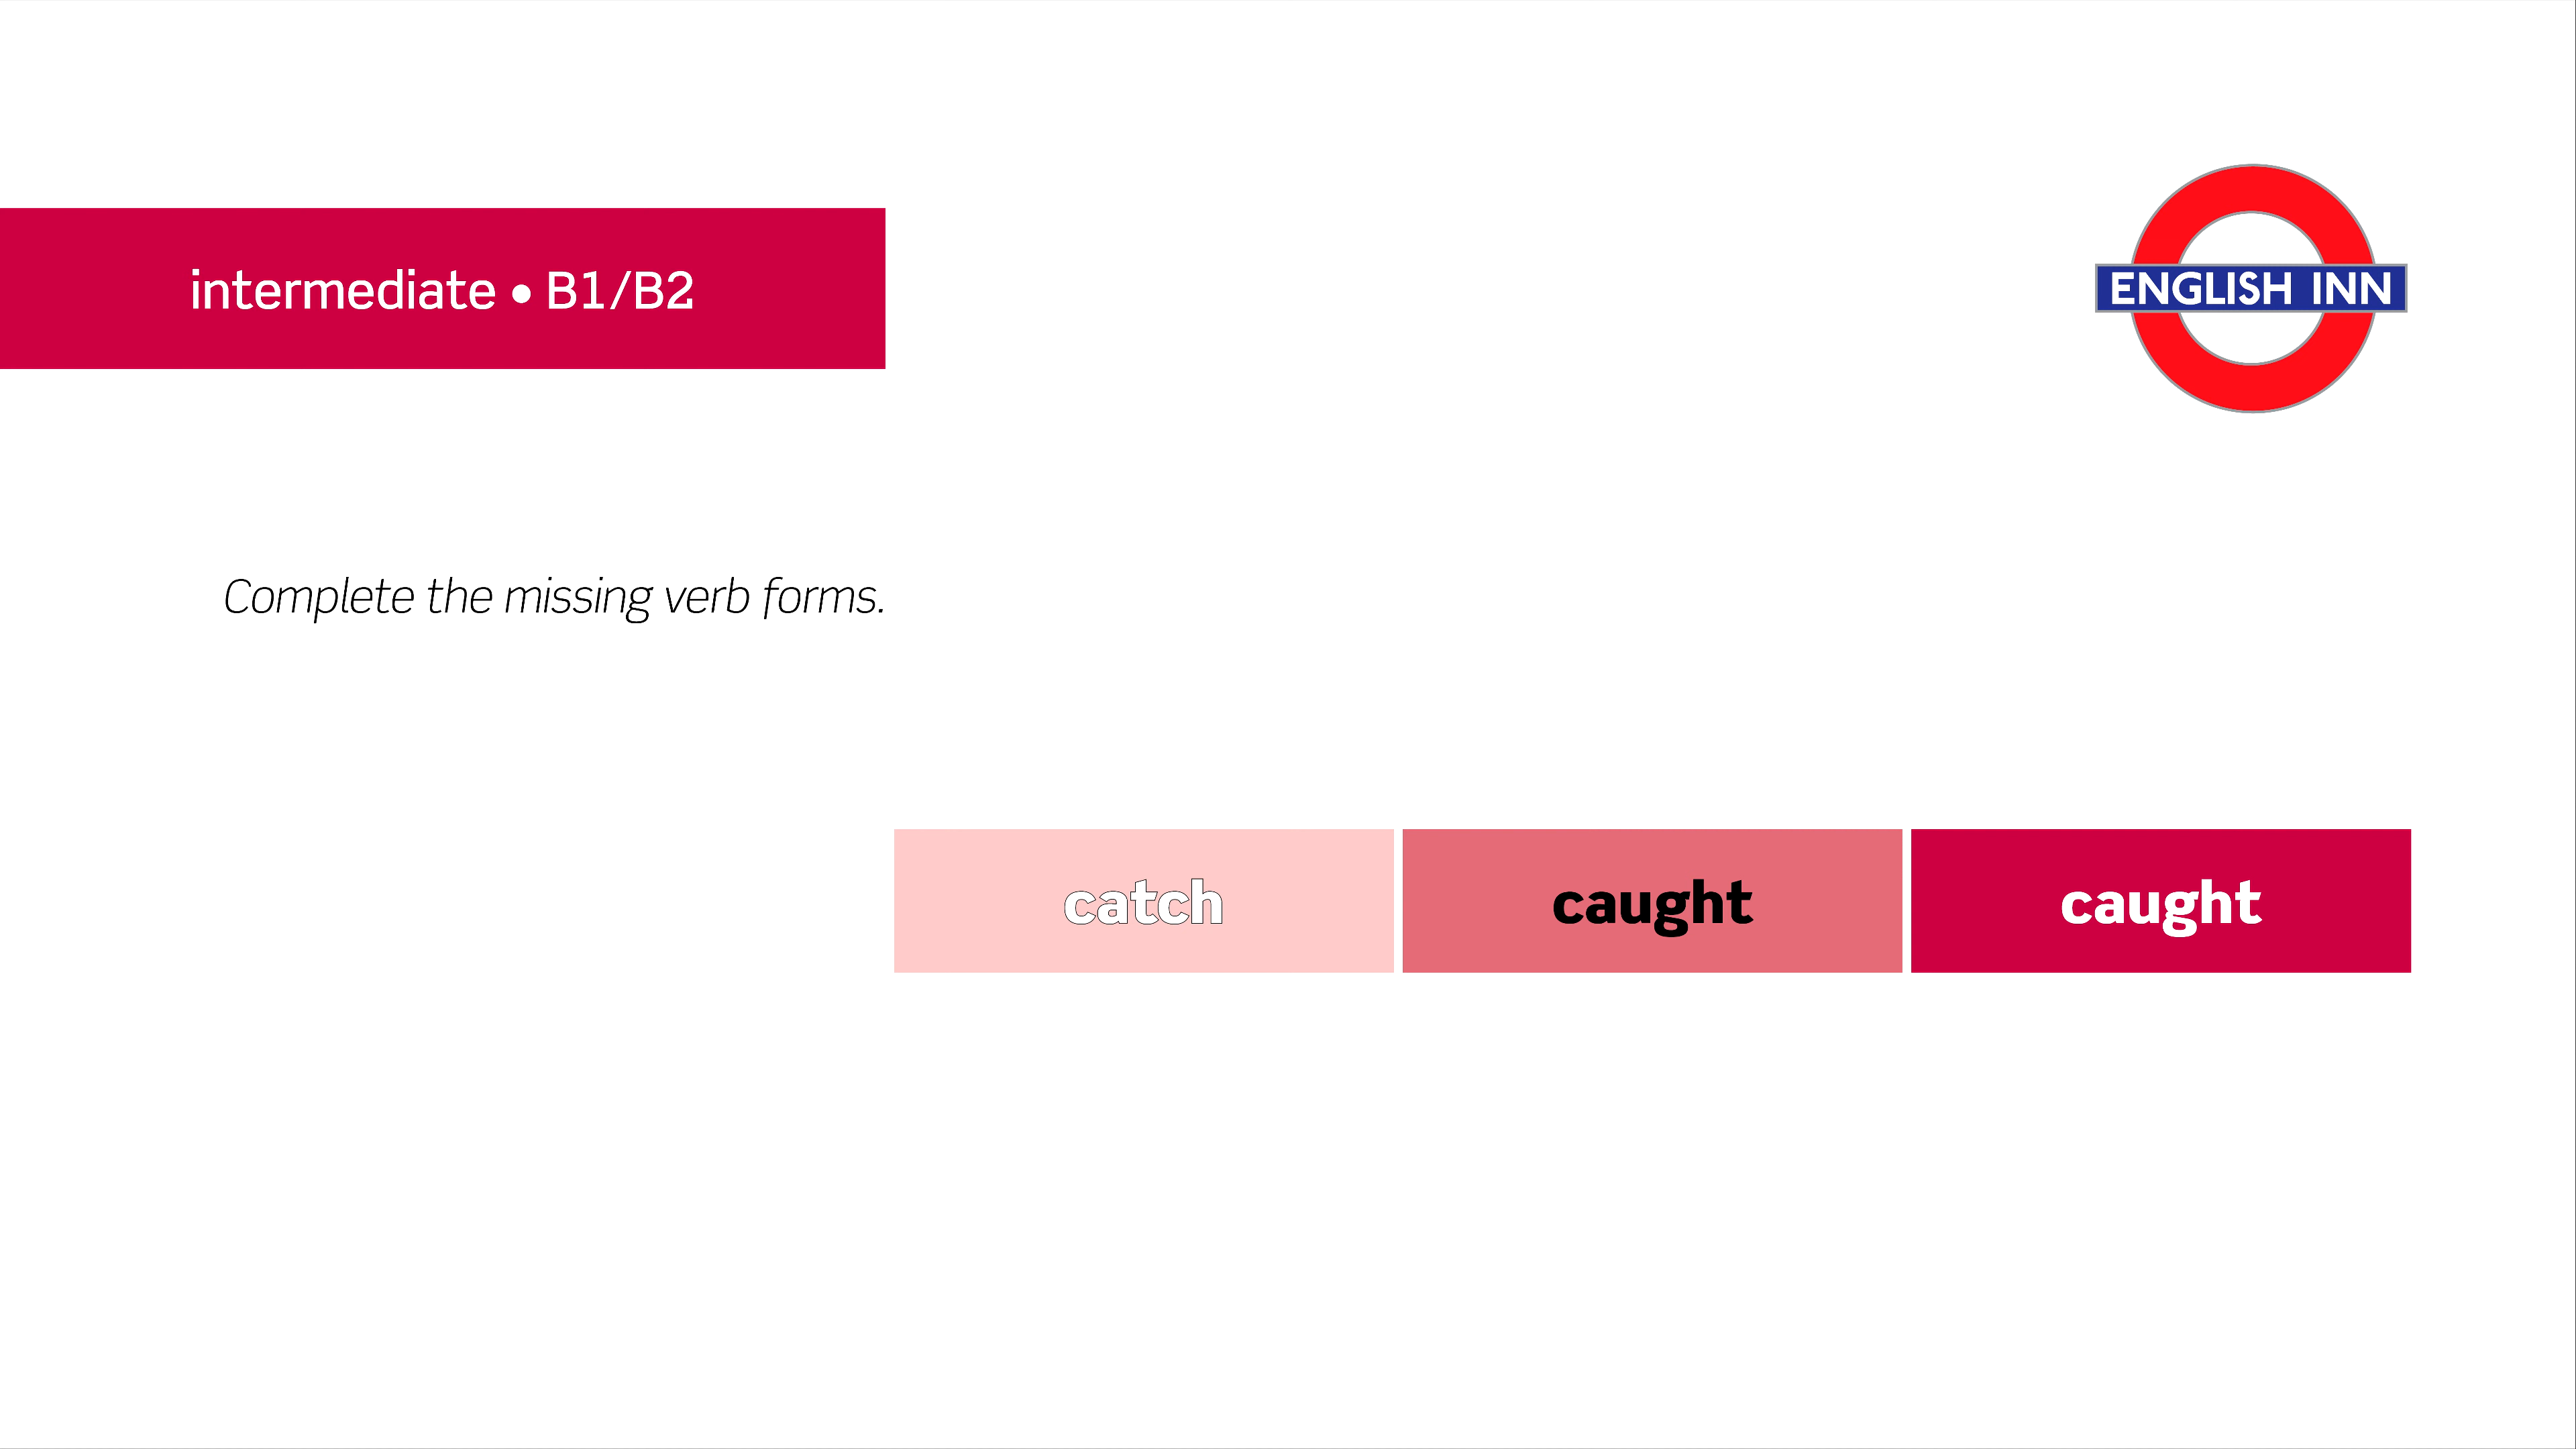 intermediate • B1/B2
ENGLISH INN
Complete the missing verb forms.
catch caught caught